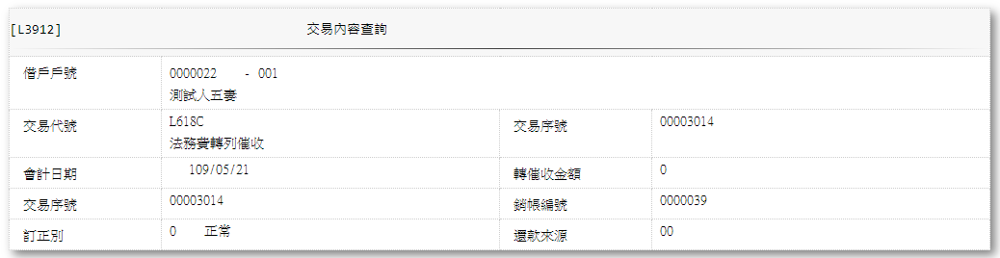 [L3912] 交易內容查詢
借戶戶號 0000022 - 001
測試人五妻
交易代號 L618C 交易序號 00003014
法務費轉列催收
會計日期 109/05/21 轉催收金額 0
交易序號 00003014 銷帳編號 0000039
訂正別 0 正常 還款來源 00